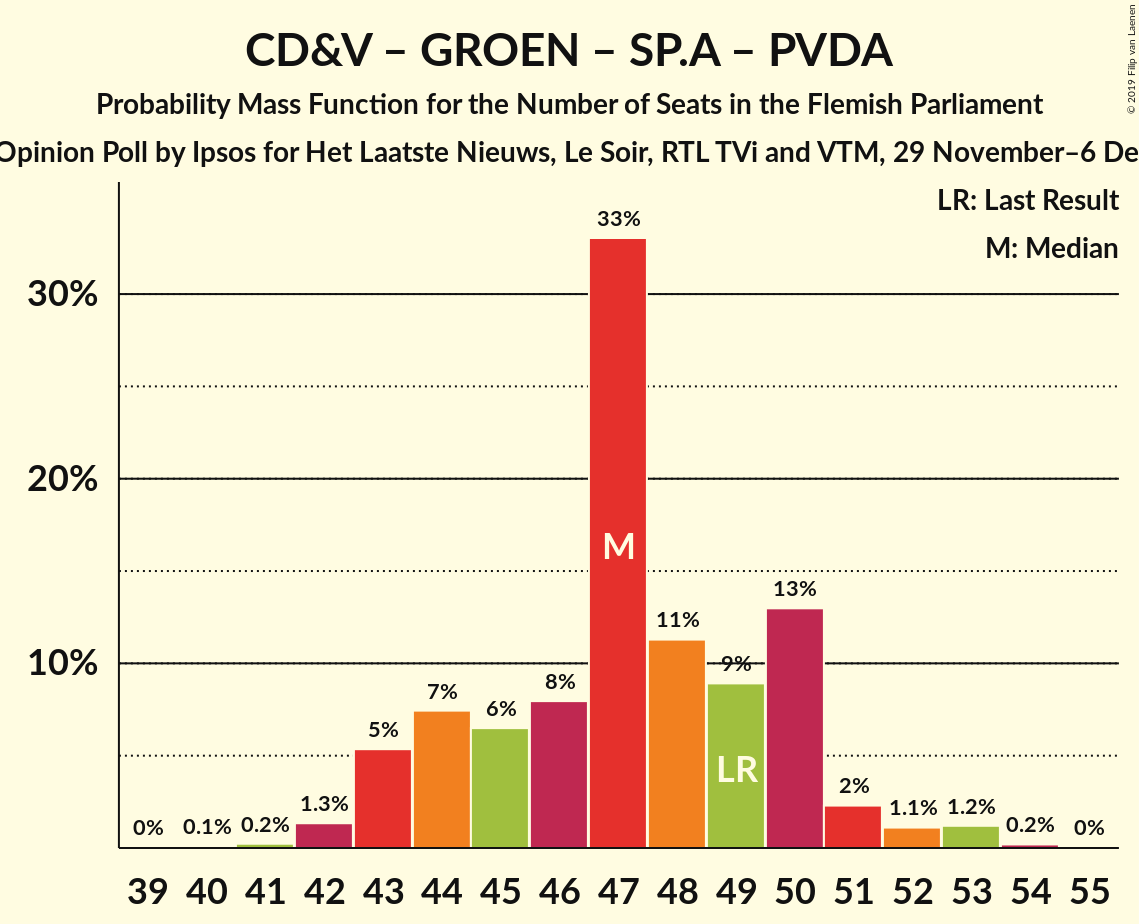 CD&V – GROEN – SP.A – PVDA
Probability Mass Function for the Number of Seats in the Flemish Parliament
Opinion Poll by Ipsos for Het Laatste Nieuws, Le Soir, RTL TVi and VTM, 29 November–6 De
© 2019 Filip van Laenen
LR: Last Result
M: Median
33%
30%
20%
M
13%
11%
10%
9%
8%
7%
6%
5%
LR
2%
1.3%
1.1%
1.2%
0%
0.1%
0.2%
0.2%
0%
39 40 41 42 43 44 45 46 47 48 49 50 51 52 53 54 55